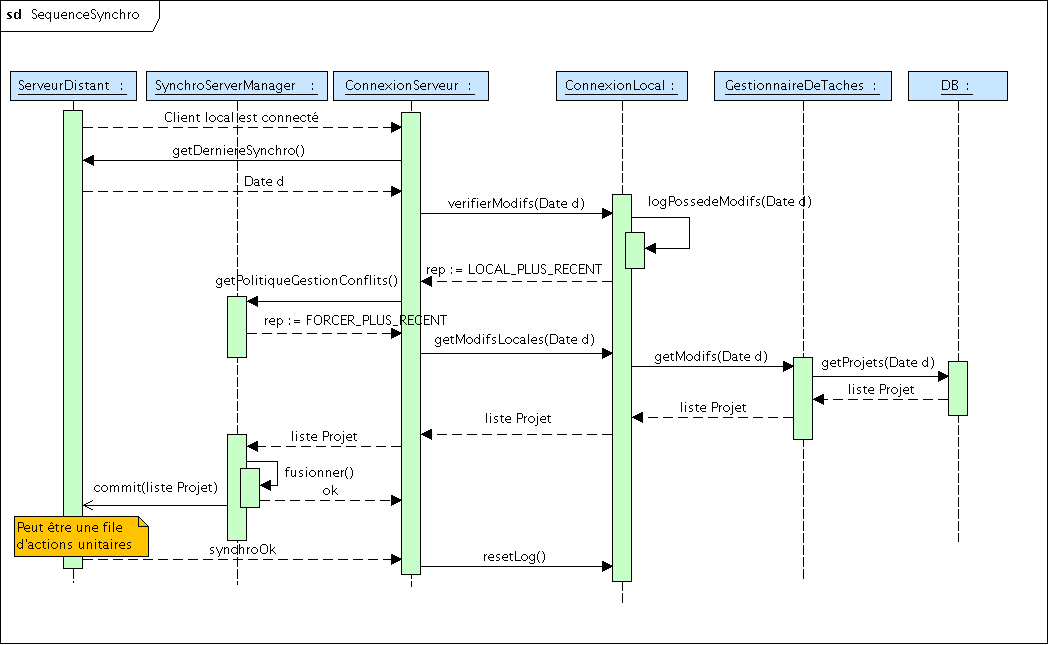 sd SequenceSynchro
ServeurDistant :
SynchroServerManager :
ConnexionServeur :
ConnexionLocal :
GestionnaireDeTaches :
DB :
Client local est connecté
getDerniereSynchro()
Date d
verifierModifs(Date d)
logPossedeModifs(Date d)
rep := LOCAL_PLUS_RECENT
getPolitiqueGestionConflits()
rep := FORCER_PLUS_RECENT
getModifsLocales(Date d)
getModifs(Date d)
getProjets(Date d)
liste Projet
liste Projet
liste Projet
liste Projet
fusionner()
commit(liste Projet)
ok
Peut être une file
d'actions unitaires
synchroOk
resetLog()